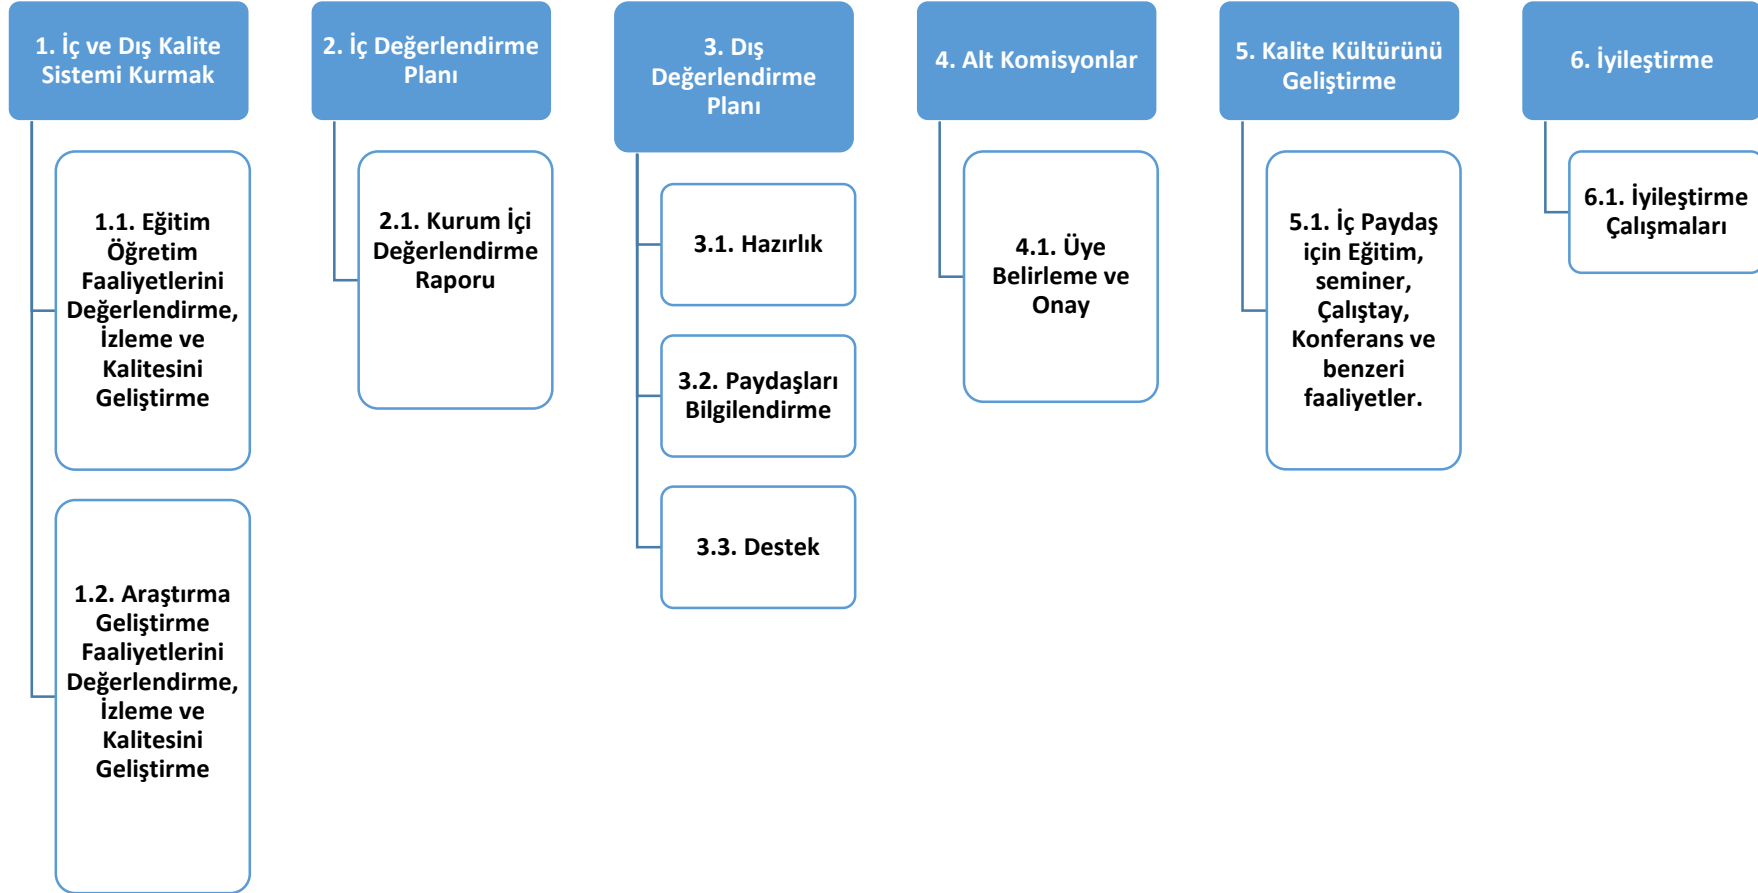 1. İç ve Dış Kalite
Sistemi Kurmak
1.1. Eğitim
Öğretim
Faaliyetlerini
Değerlendirme,
İzleme ve
Kalitesini
Geliştirme
1.2. Araştırma
Geliştirme
Faaliyetlerini
Değerlendirme,
İzleme ve
Kalitesini
Geliştirme
2. İç Değerlendirme
Planı
2.1. Kurum İçi
Değerlendirme
Raporu
3. Dış
Değerlendirme
Planı
3.1. Hazırlık
3.2. Paydaşları
Bilgilendirme
3.3. Destek
4. Alt Komisyonlar
4.1. Üye
Belirleme ve
Onay
5. Kalite Kültürünü
Geliştirme
5.1. İç Paydaş
için Eğitim,
seminer,
Çalıştay,
Konferans ve
benzeri
faaliyetler.
6. İyileştirme
6.1. İyileştirme
Çalışmaları